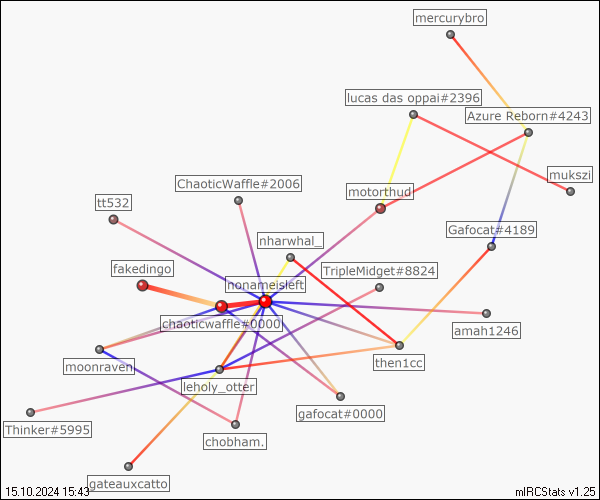 mercurybro
lucas das oppai#2396
Azure Reborn#4243
mukszi
ChaoticWaffle#2006
motorthud
tt532
Gafocat#4189
nharwhal_
fakedingo
TripleMidget#8824
nonameisleft
chaoticwaffle#0000
amah1246
moonraven
then1cc
leholy_otter
gafocat#0000
Thinker#5995
chobham.
gateauxcatto
15.10.2024 15:43
mIRCStats v1.25